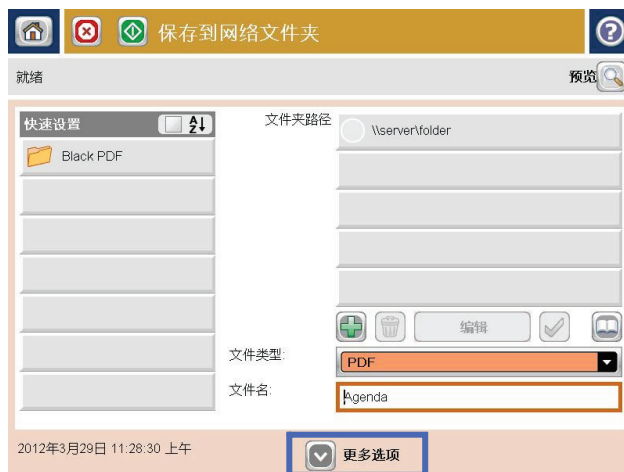 保存到网络文件夹
就绪
预览
快速设置
Black PDF
文件夹路径
\\server\folder
编辑
文件类型:
PDF
文件名:
Agenda
2012年3月29日 11:28:30 上午
更多选项